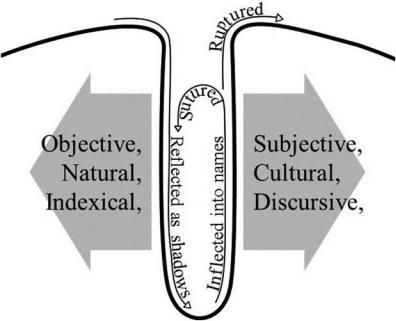 Ruptured
Sutured
Objective,
Natural,
Indexical,
Reflected as shadows
Inflected into names
Subjective,
Cultural,
Discursive,